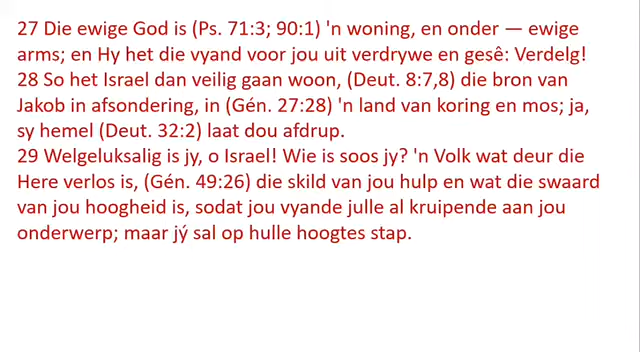 27 Die ewige God is (Ps. 71:3; 90:1) 'n woning, en onder — ewige
arms; en Hy het die vyand voor jou uit verdrywe en gesê: Verdelg!
28 So het Israel dan veilig gaan woon, (Deut. 8:7,8) die bron van
Jakob in afsondering, in (Gén. 27:28) 'n land van koring en mos; ja,
sy hemel (Deut. 32:2) laat dou afdrup.
29 Welgeluksalig is jy, o Israel! Wie is soos jy? 'n Volk wat deur die
Here verlos is, (Gén. 49:26) die skild van jou hulp en wat die swaard
van jou hoogheid is, sodat jou vyande julle al kruipende aan jou
onderwerp; maar jý sal op hulle hoogtes stap.